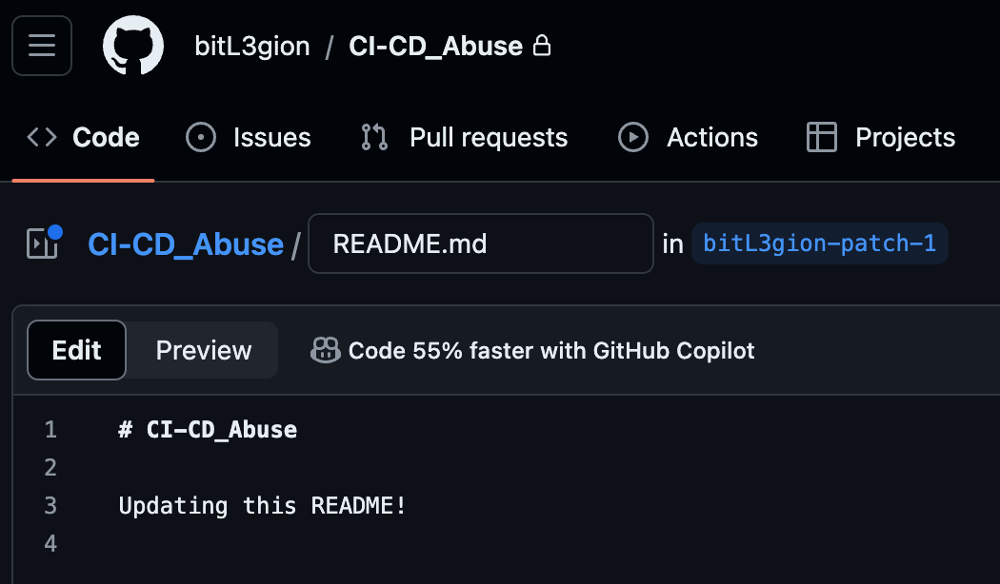 bitL3gion / CI-CD_Abuse
Code Issues Pull requests Actions Projects
CI-CD_Abuse / README.md in bitL3gion-patch-1
Edit Preview Code 55% faster with GitHub Copilot
1 # CI-CD_Abuse
2
3 Updating this README!
4